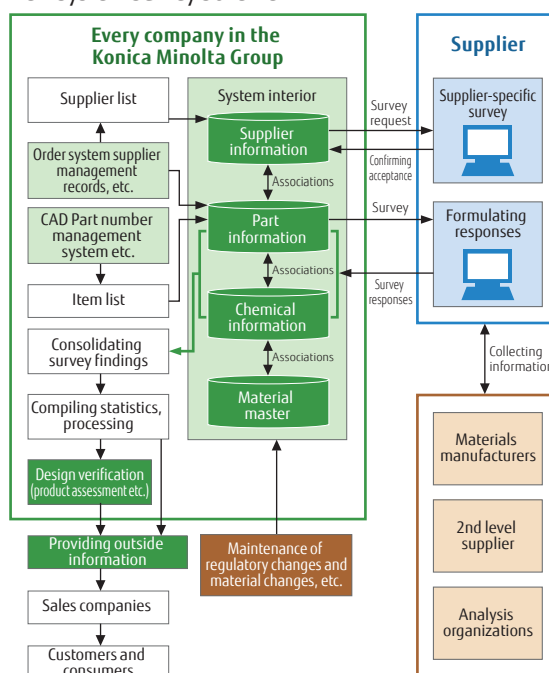 Every company in the
Konica Minolta Group
Supplier
Supplier list
System interior
Supplier
information
Survey
request
Supplier-specific
survey
Order system supplier
management
records, etc.
Confirming
acceptance
Associations
CAD Part number
management
system etc.
Part
information
Survey
Formulating
responses
Associations
Survey
responses
Item list
Chemical
information
Consolidating
survey findings
Associations
Collecting
information
Compiling statistics,
processing
Material
master
Materials
manufacturers
Design verification
(product assessment etc.)
Providing outside
information
Maintenance of
regulatory changes and
material changes, etc.
2nd level
supplier
Sales companies
Analysis
organizations
Customers and
consumers